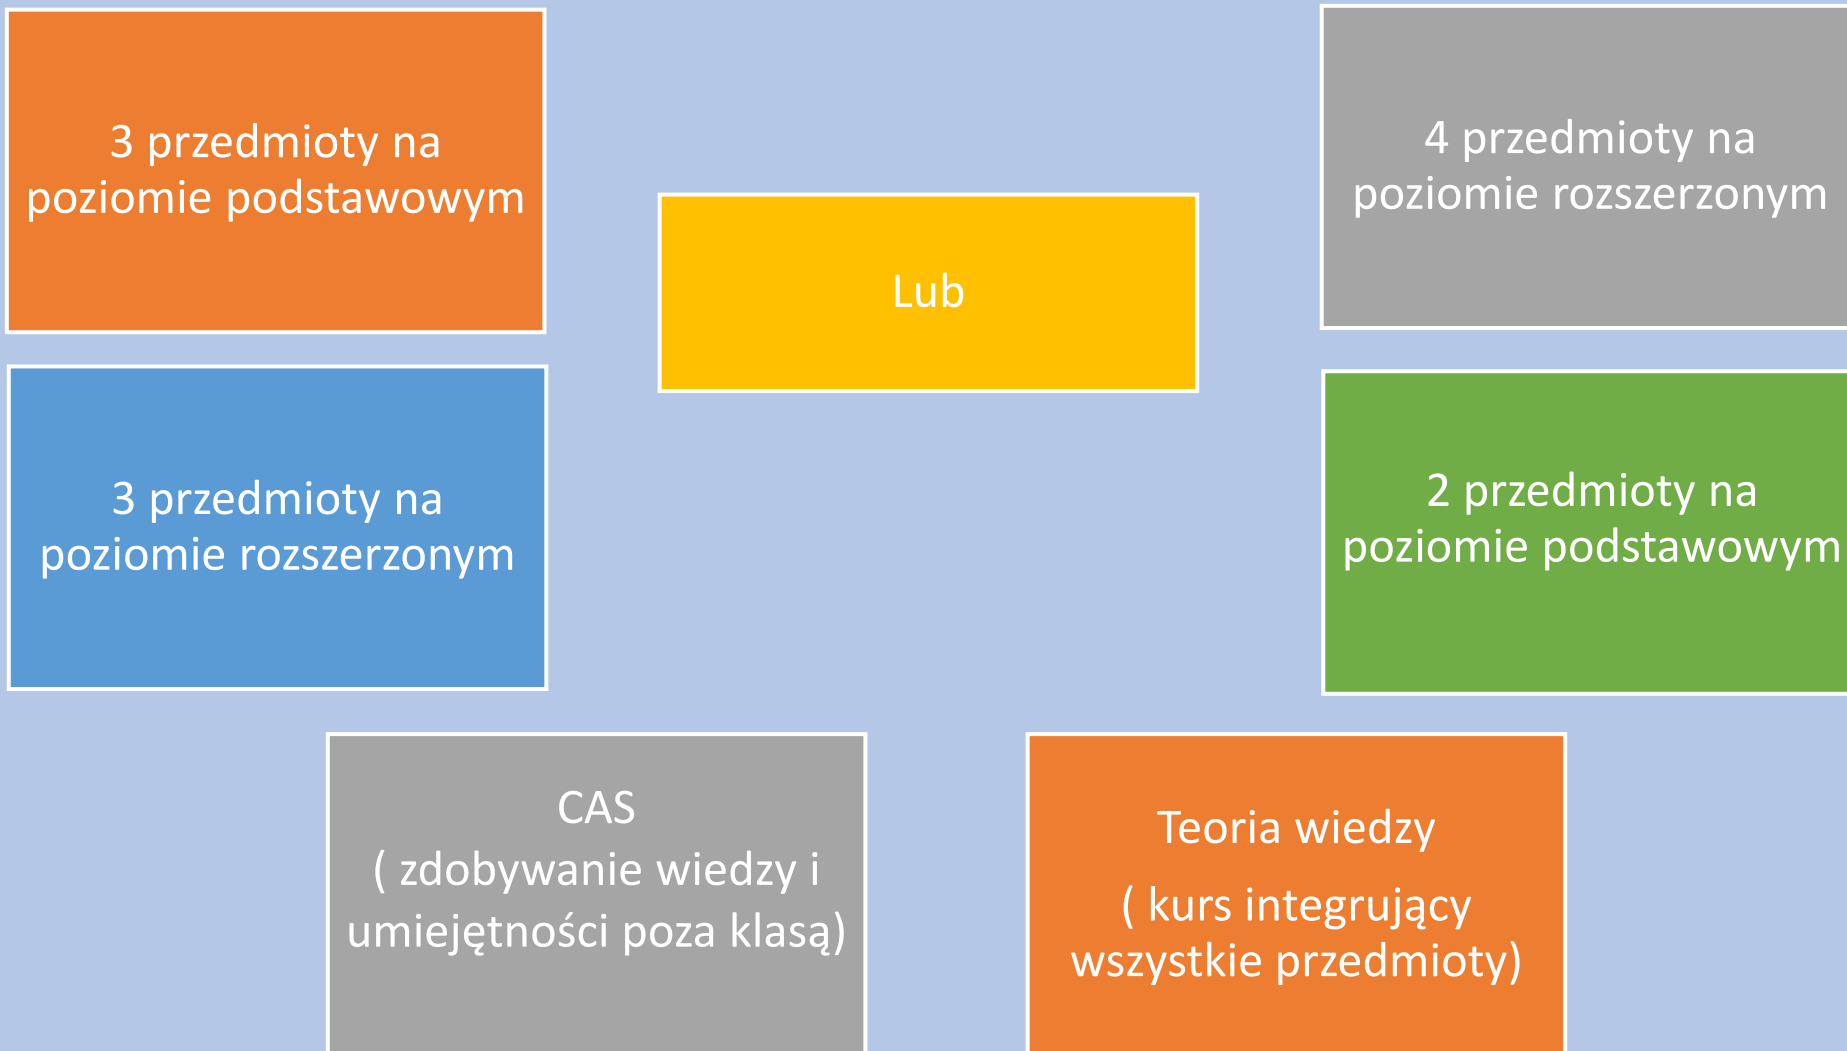 3 przedmioty na
poziomie podstawowym
3 przedmioty na
poziomie rozszerzonym
Lub
4 przedmioty na
poziomie rozszerzonym
2 przedmioty na
poziomie podstawowym
CAS
( zdobywanie wiedzy i
umiejętności poza klasą)
Teoria wiedzy
( kurs integrujący
wszystkie przedmioty)